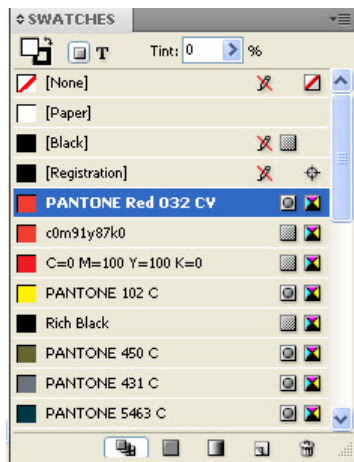 SWATCHES
T Tint: 0 %
[None]
[Paper]
[Black]
[Registration]
PANTONE Red 032 CV
c0m91y87k0
C=0 M=100 Y=100 K=0
PANTONE 102 C
Rich Black
PANTONE 450 C
PANTONE 431 C
PANTONE 5463 C